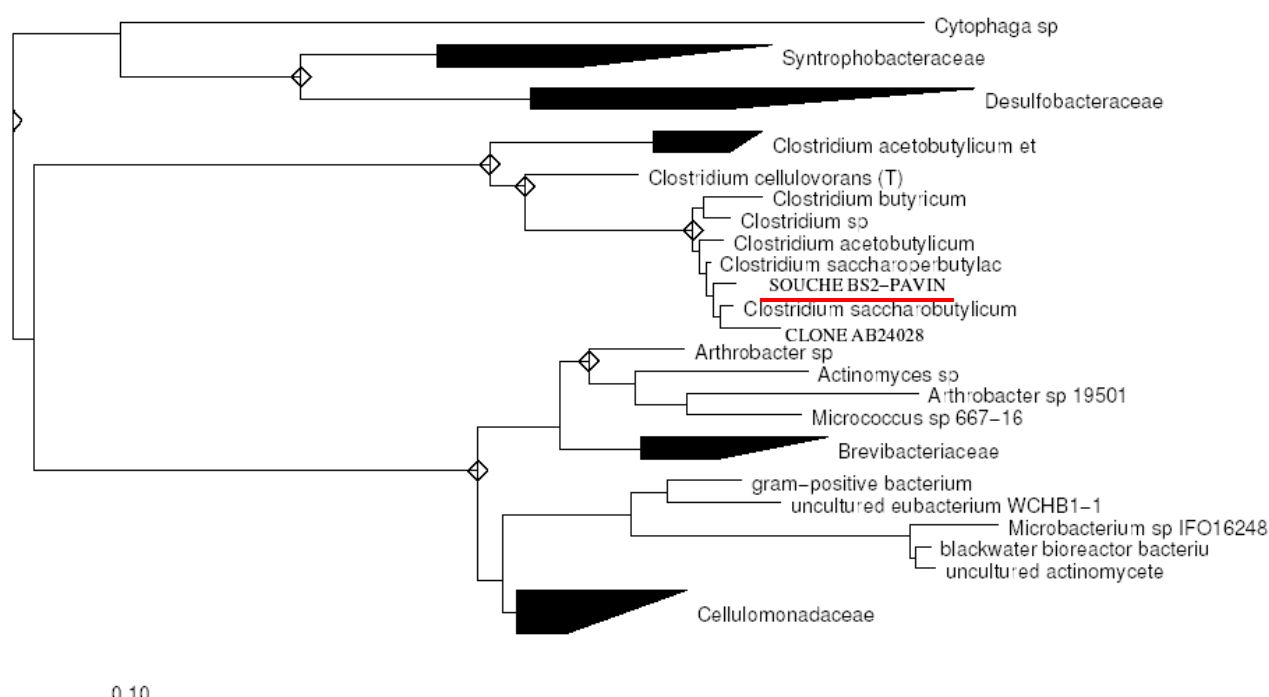 Cytophaga sp
Syntrophobacteraceae
Desulfobacteraceae
Clostridium acetobutylicum et
Clostridium cellulovorans (T)
Clostridium butyricum
Clostridium sp
Clostridium acetobutylicum
Clostridium saccharoperbutylac
SOUCHE BS2–PAVIN
Clostridium saccharobutylicum
CLONE AB24028
Arthrobacter sp
Actinomyces sp
Arthrobacter sp 19501
Micrococcus sp 667–16
Brevibacteriaceae
gram–positive bacterium
uncultured eubacterium WCHB1–1
Microbacterium sp IFO16248
blackwater bioreactor bacteriu
uncultured actinomycete
Cellulomonadaceae
0.10